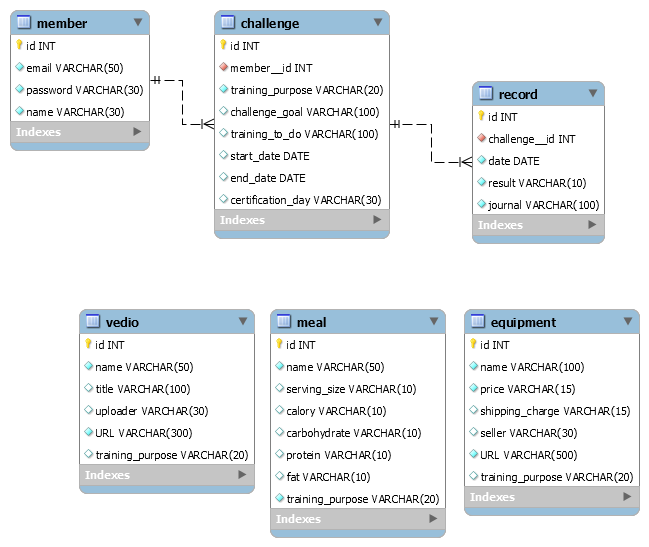 member
id INT
email VARCHAR(50)
password VARCHAR(30)
name VARCHAR(30)
Indexes
challenge
id INT
member__id INT
training_purpose VARCHAR(20)
challenge_goal VARCHAR(100)
training_to_do VARCHAR(100)
start_date DATE
end_date DATE
certification_day VARCHAR(30)
Indexes
record
id INT
challenge__id INT
date DATE
result VARCHAR(10)
journal VARCHAR(100)
Indexes
vedio
id INT
name VARCHAR(50)
title VARCHAR(100)
uploader VARCHAR(30)
URL VARCHAR(300)
training_purpose VARCHAR(20)
Indexes
meal
id INT
name VARCHAR(50)
serving_size VARCHAR(10)
calory VARCHAR(10)
carbohydrate VARCHAR(10)
protein VARCHAR(10)
fat VARCHAR(10)
training_purpose VARCHAR(20)
Indexes
equipment
id INT
name VARCHAR(100)
price VARCHAR(15)
shipping_charge VARCHAR(15)
seller VARCHAR(30)
URL VARCHAR(500)
training_purpose VARCHAR(20)
Indexes